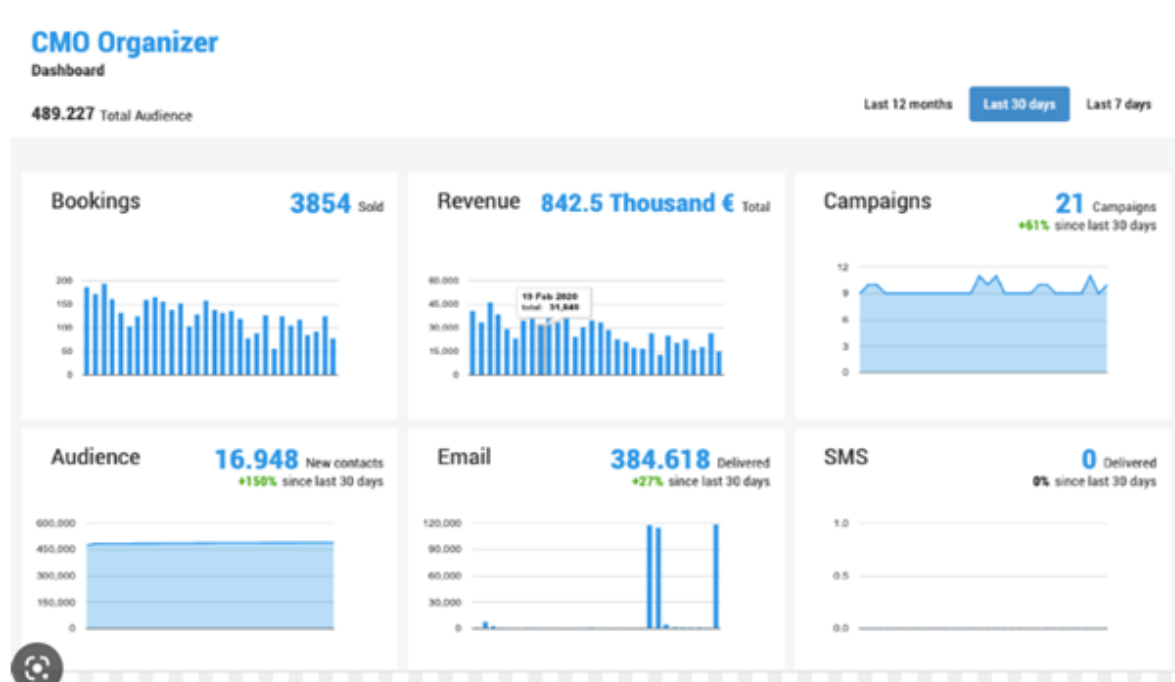 CMO Organizer
Dashboard
489.227 Total Audience
Last 12 months Last 30 days Last 7 days
Bookings 3854 Sold
200
150
100
50
0
Revenue 842.5 Thousand € Total
60,000
45,000
30,000
15,000
0
19 Feb 2020
total: 31,849
Campaigns 21 Campaigns
+61% since last 30 days
12
9
6
3
0
Audience 16.948 New contacts
+150% since last 30 days
600,000
450,000
300,000
150,000
0
Email 384.618 Delivered
+27% since last 30 days
120,000
90,000
60,000
30,000
0
SMS 0 Delivered
0% since last 30 days
1.0
0.5
0.0